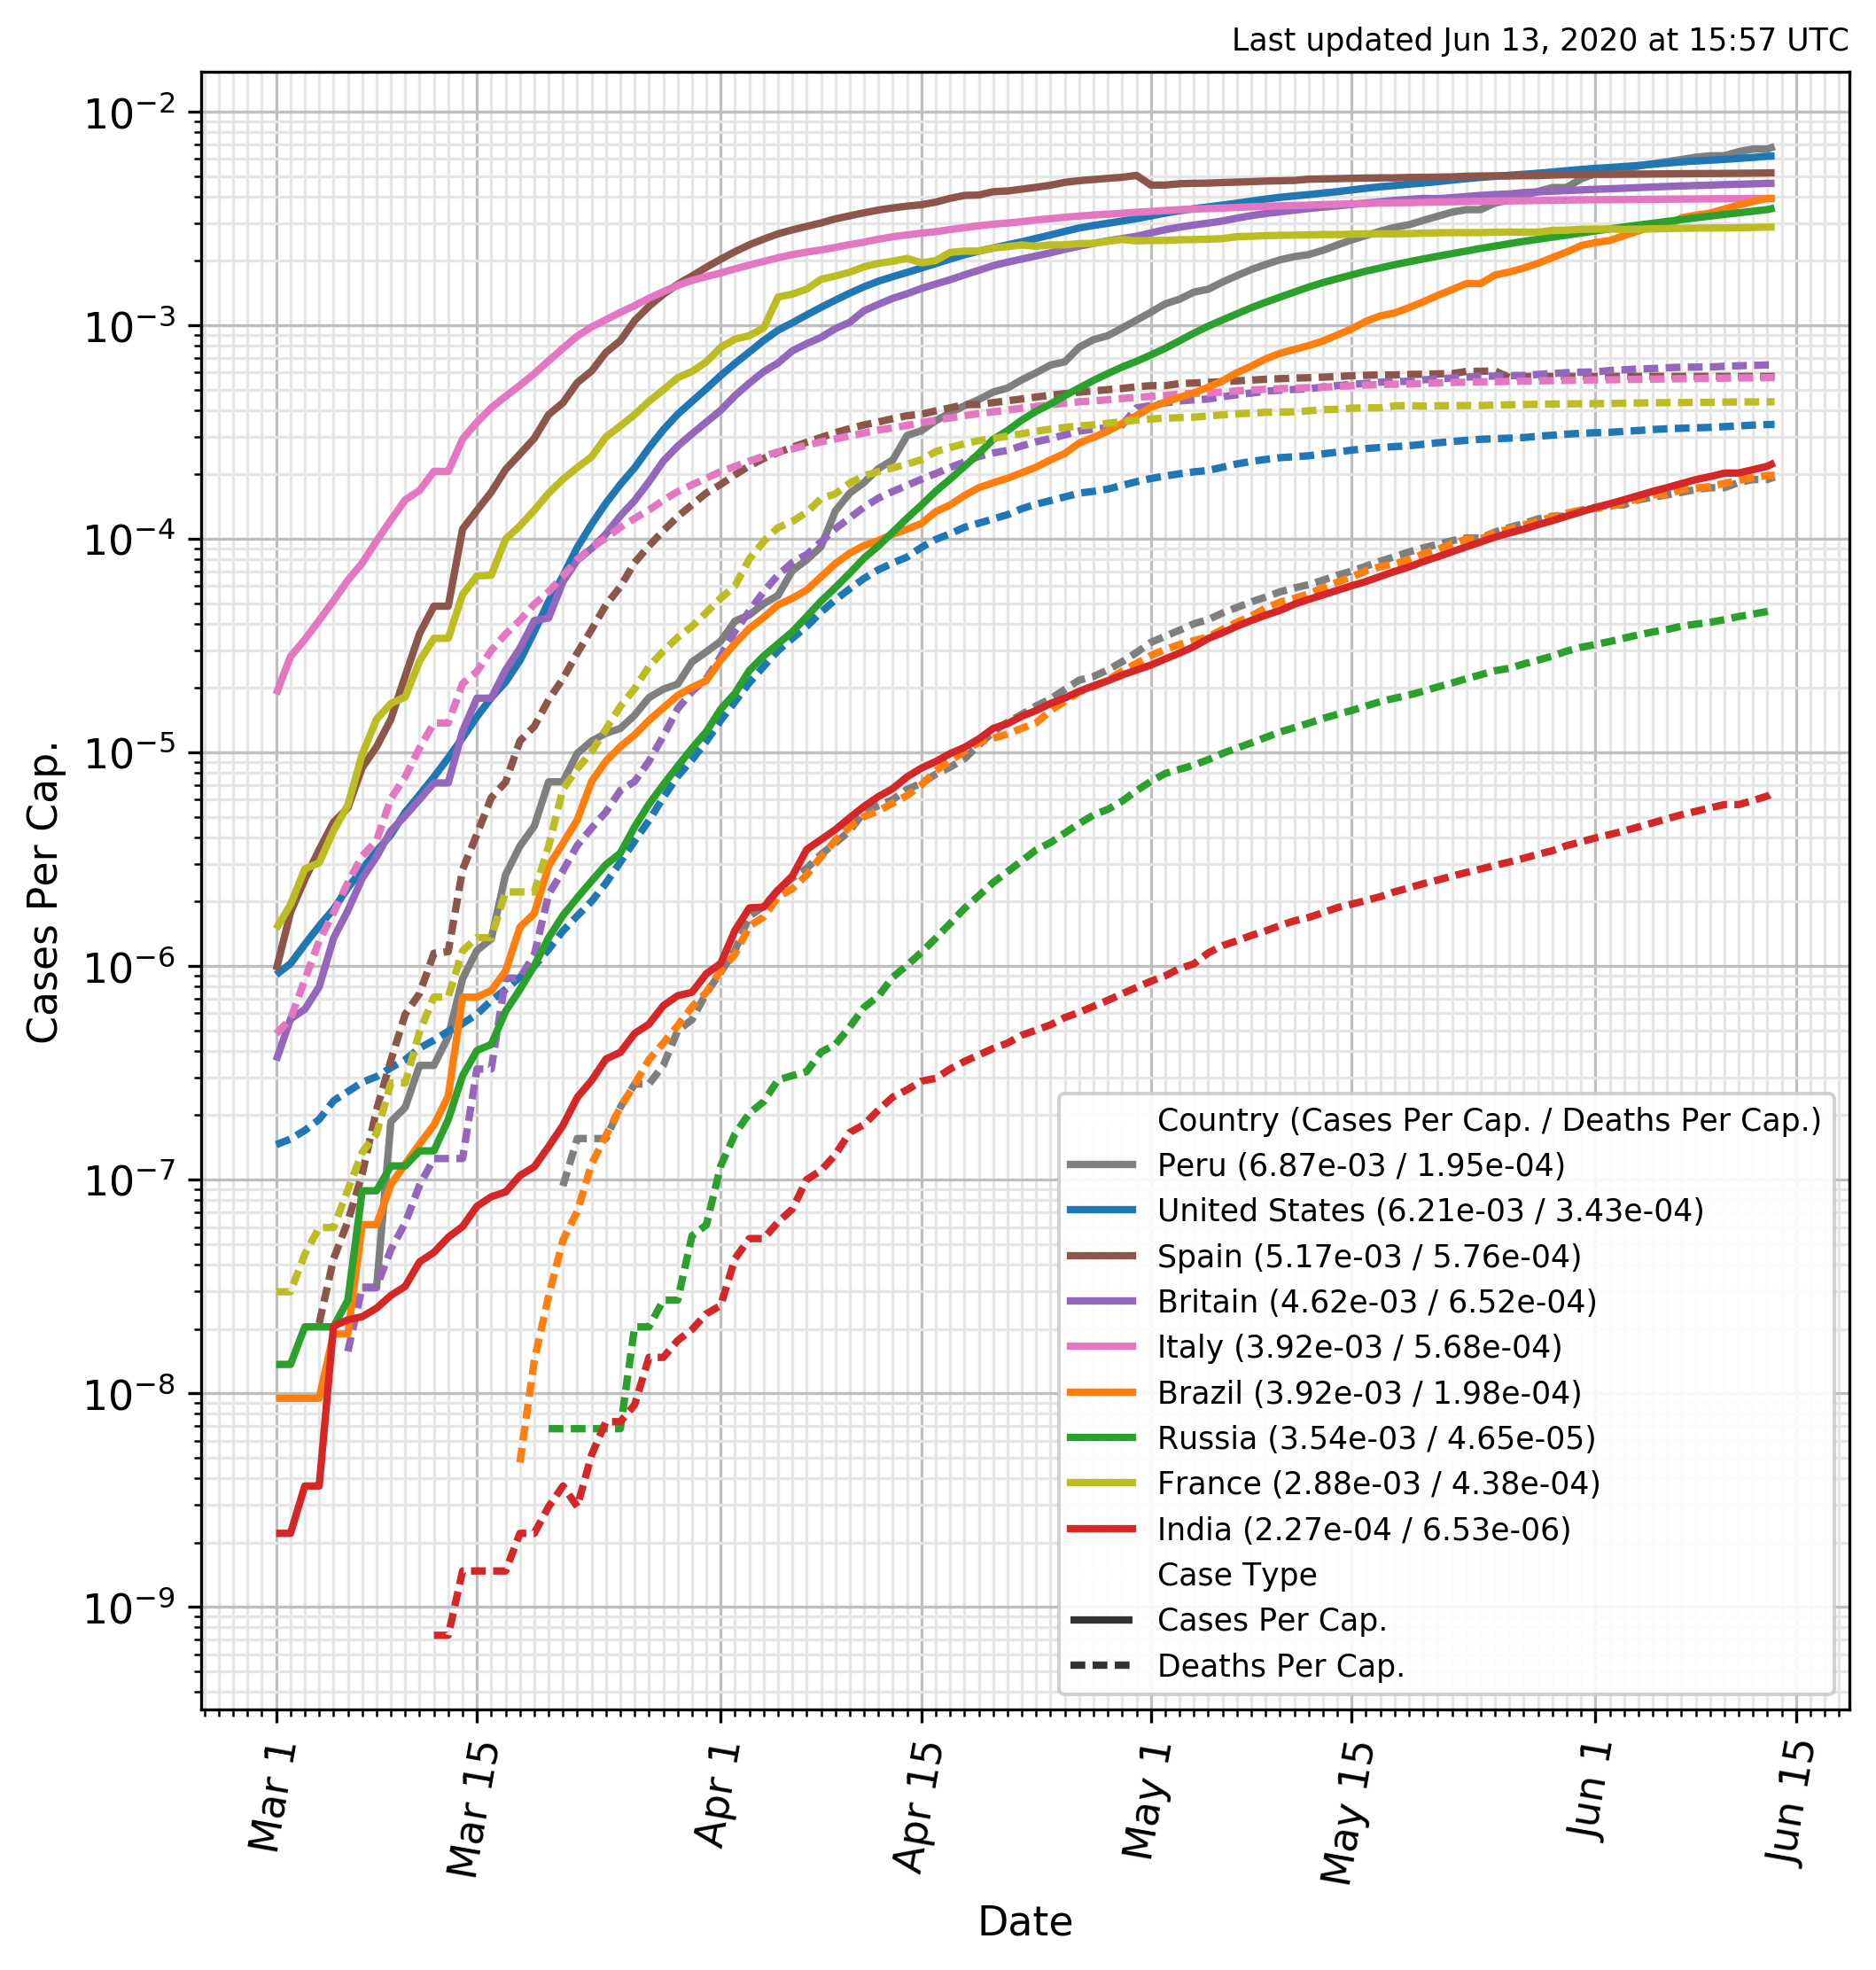 Last updated Jun 13, 2020 at 15:57 UTC
10⁻²
10⁻³
10⁻⁴
10⁻⁵
10⁻⁶
10⁻⁷
10⁻⁸
10⁻⁹
Cases Per Cap.
Country (Cases Per Cap. / Deaths Per Cap.)
Peru (6.87e-03 / 1.95e-04)
United States (6.21e-03 / 3.43e-04)
Spain (5.17e-03 / 5.76e-04)
Britain (4.62e-03 / 6.52e-04)
Italy (3.92e-03 / 5.68e-04)
Brazil (3.92e-03 / 1.98e-04)
Russia (3.54e-03 / 4.65e-05)
France (2.88e-03 / 4.38e-04)
India (2.27e-04 / 6.53e-06)
Case Type
Cases Per Cap.
Deaths Per Cap.
Mar 1
Mar 15
Apr 1
Apr 15
May 1
May 15
Jun 1
Jun 15
Date